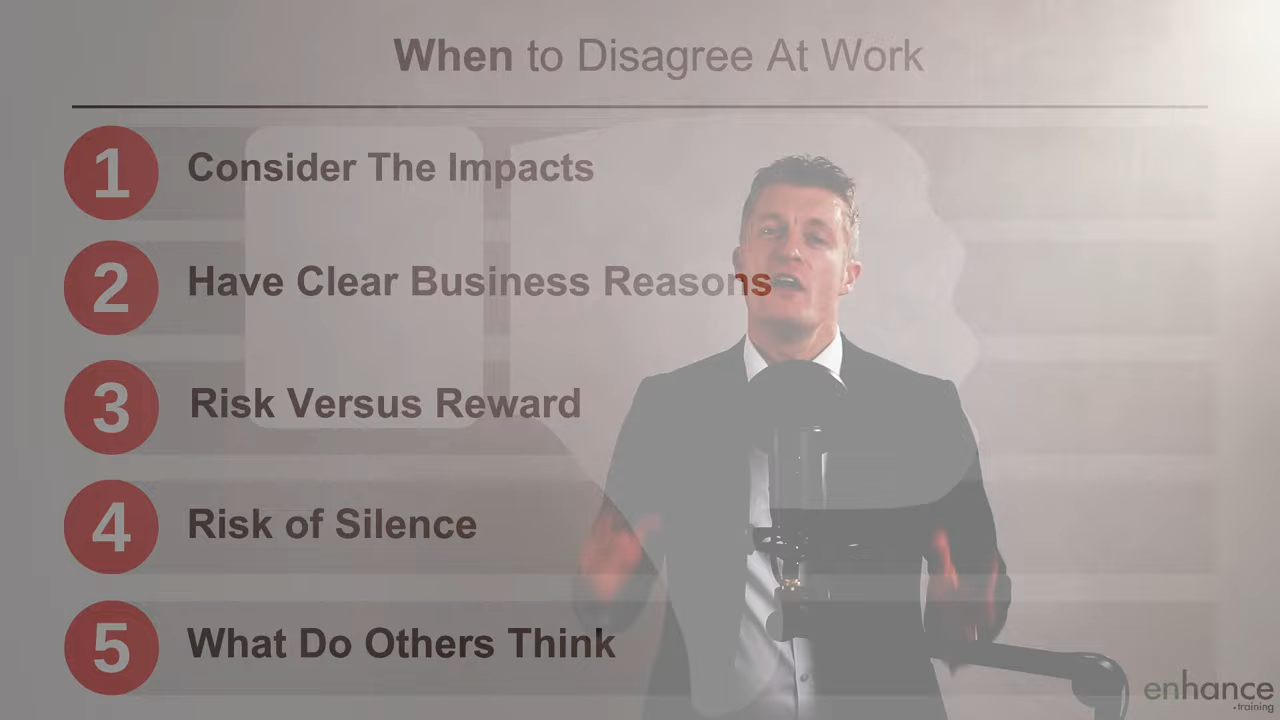 When to Disagree At Work
1 Consider The Impacts
2 Have Clear Business Reasons
3 Risk Versus Reward
4 Risk of Silence
5 What Do Others Think
enhance
training